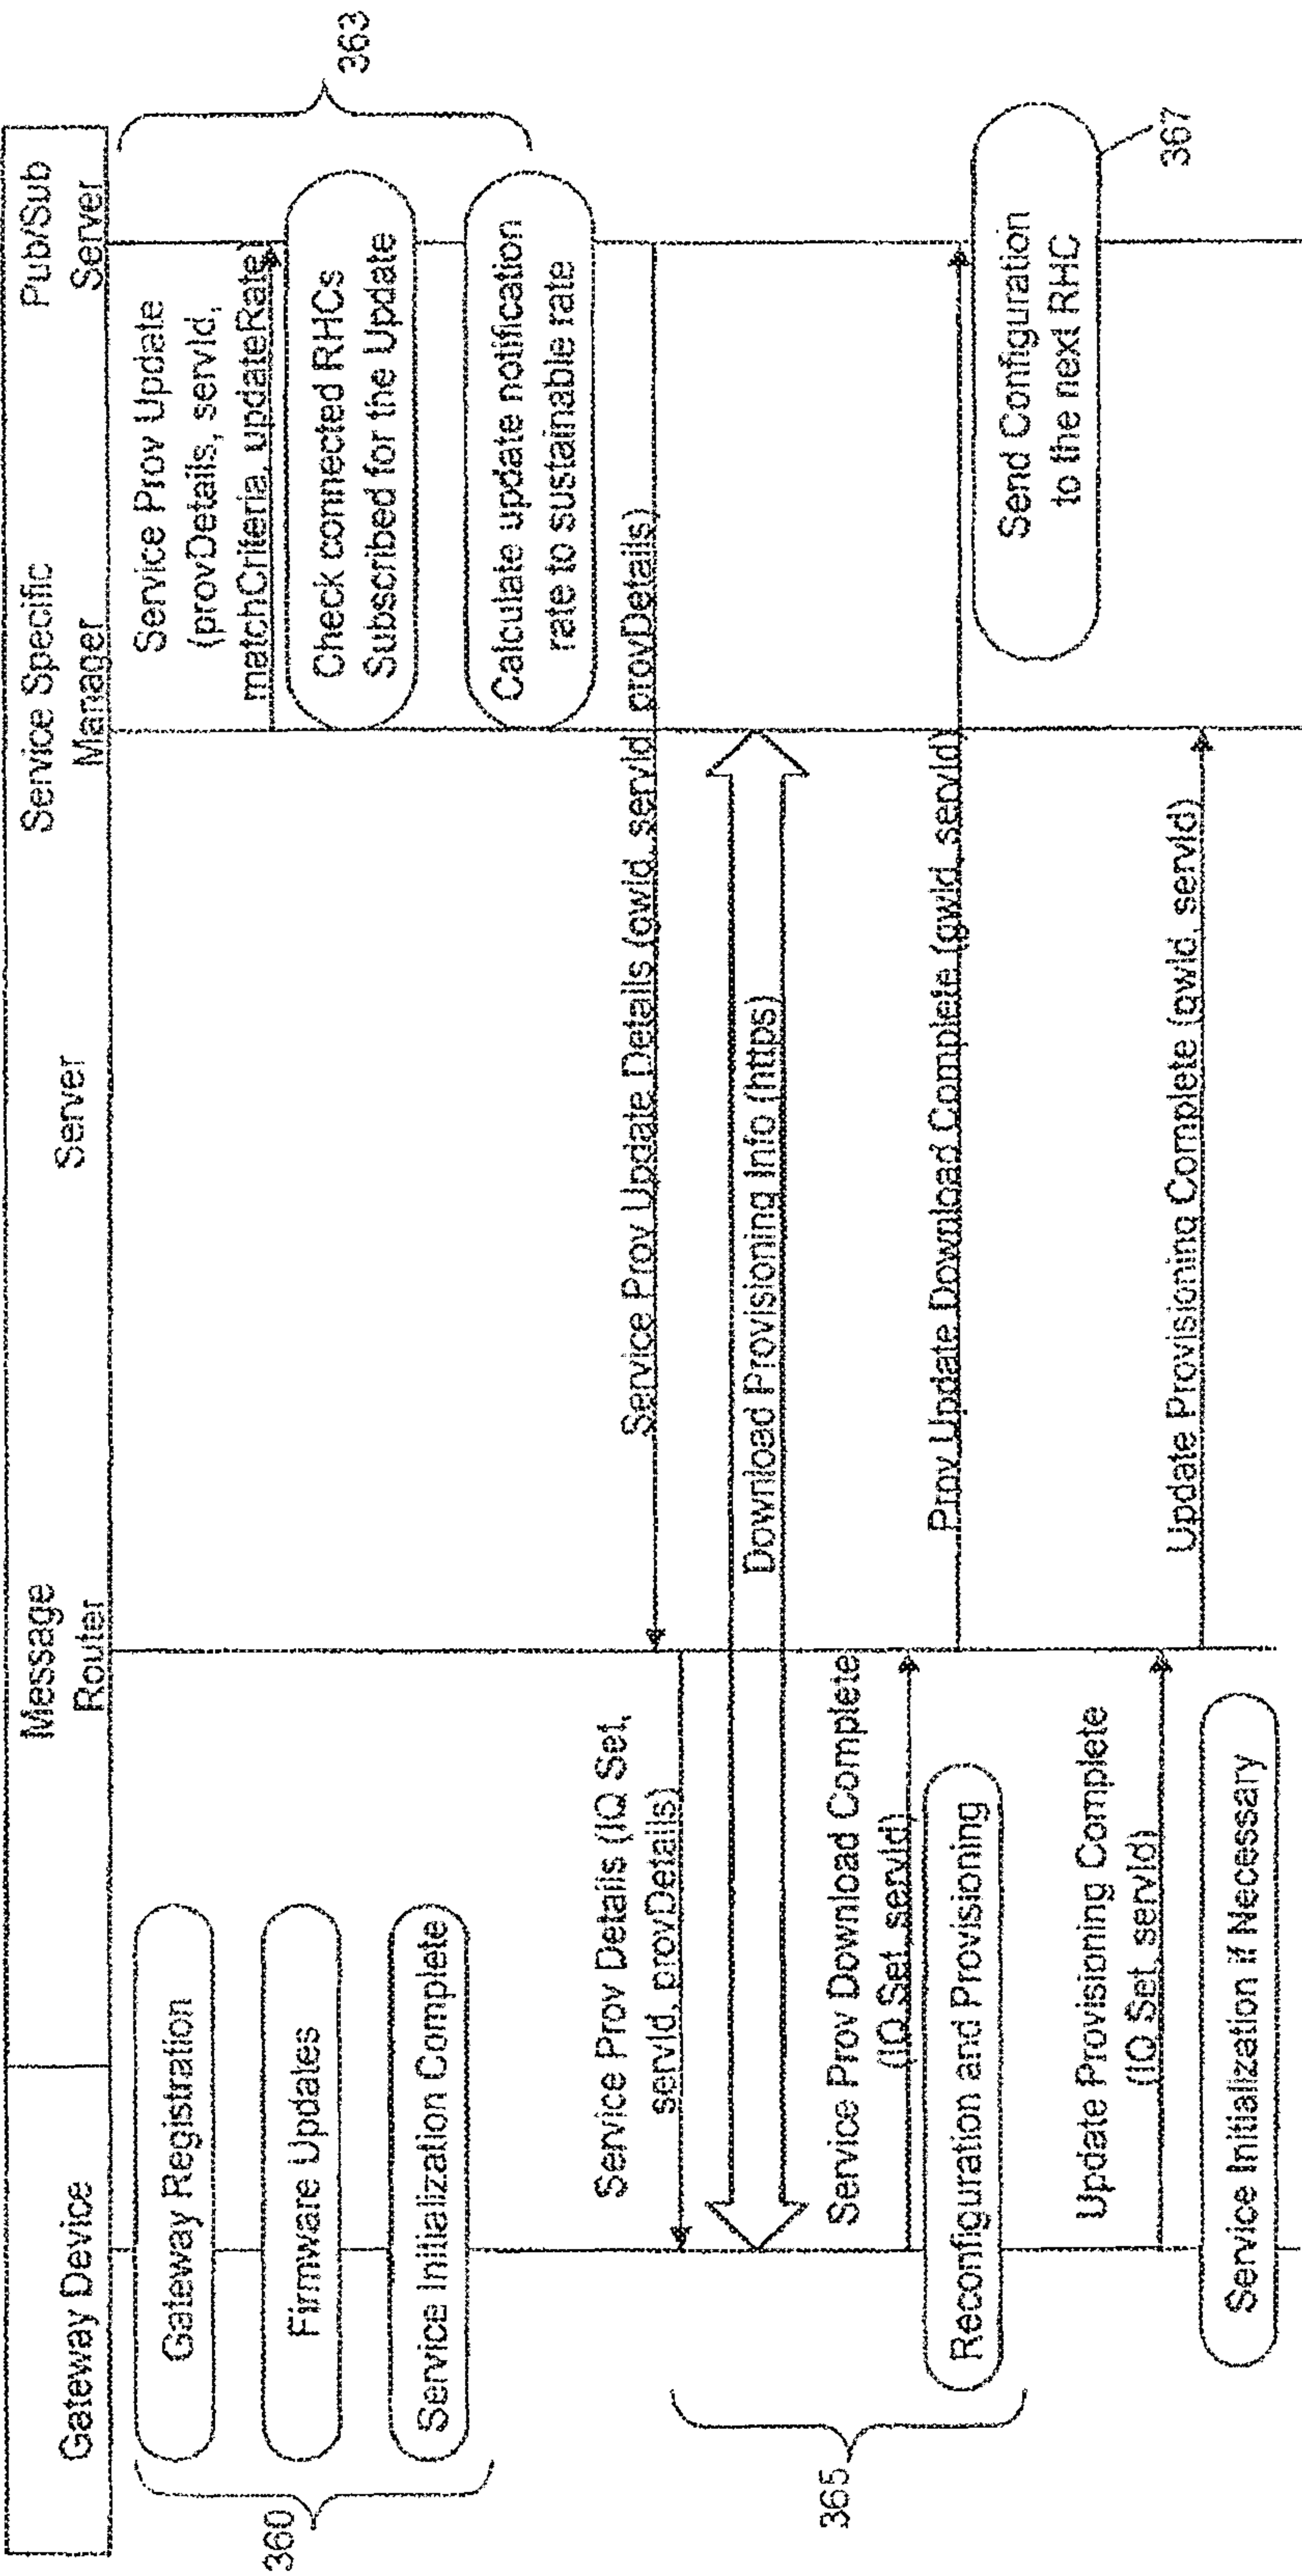 Gateway Device
Message
Router
Server
Service Specific
Manager
Pub/Sub
Server
Gateway Registration
Firmware Updates
Service Initialization Complete
360
Service Prov Update
(provDetails, servId,
matchCriteria, updateRate)
Check connected RHCs
Subscribed for the Update
Calculate update notification
rate to sustainable rate
363
Service Prov Update Details (gwId, servId, provDetails)
Service Prov Details (IQ Set,
servId, provDetails)
Download Provisioning Info (https)
Service Prov Download Complete
(IQ Set, servId)
Prov Update Download Complete (gwId, servId)
Reconfiguration and Provisioning
365
Send Configuration
to the next RHC
367
Update Provisioning Complete
(IQ Set, servId)
Update Provisioning Complete (gwId, servId)
Service Initialization if Necessary